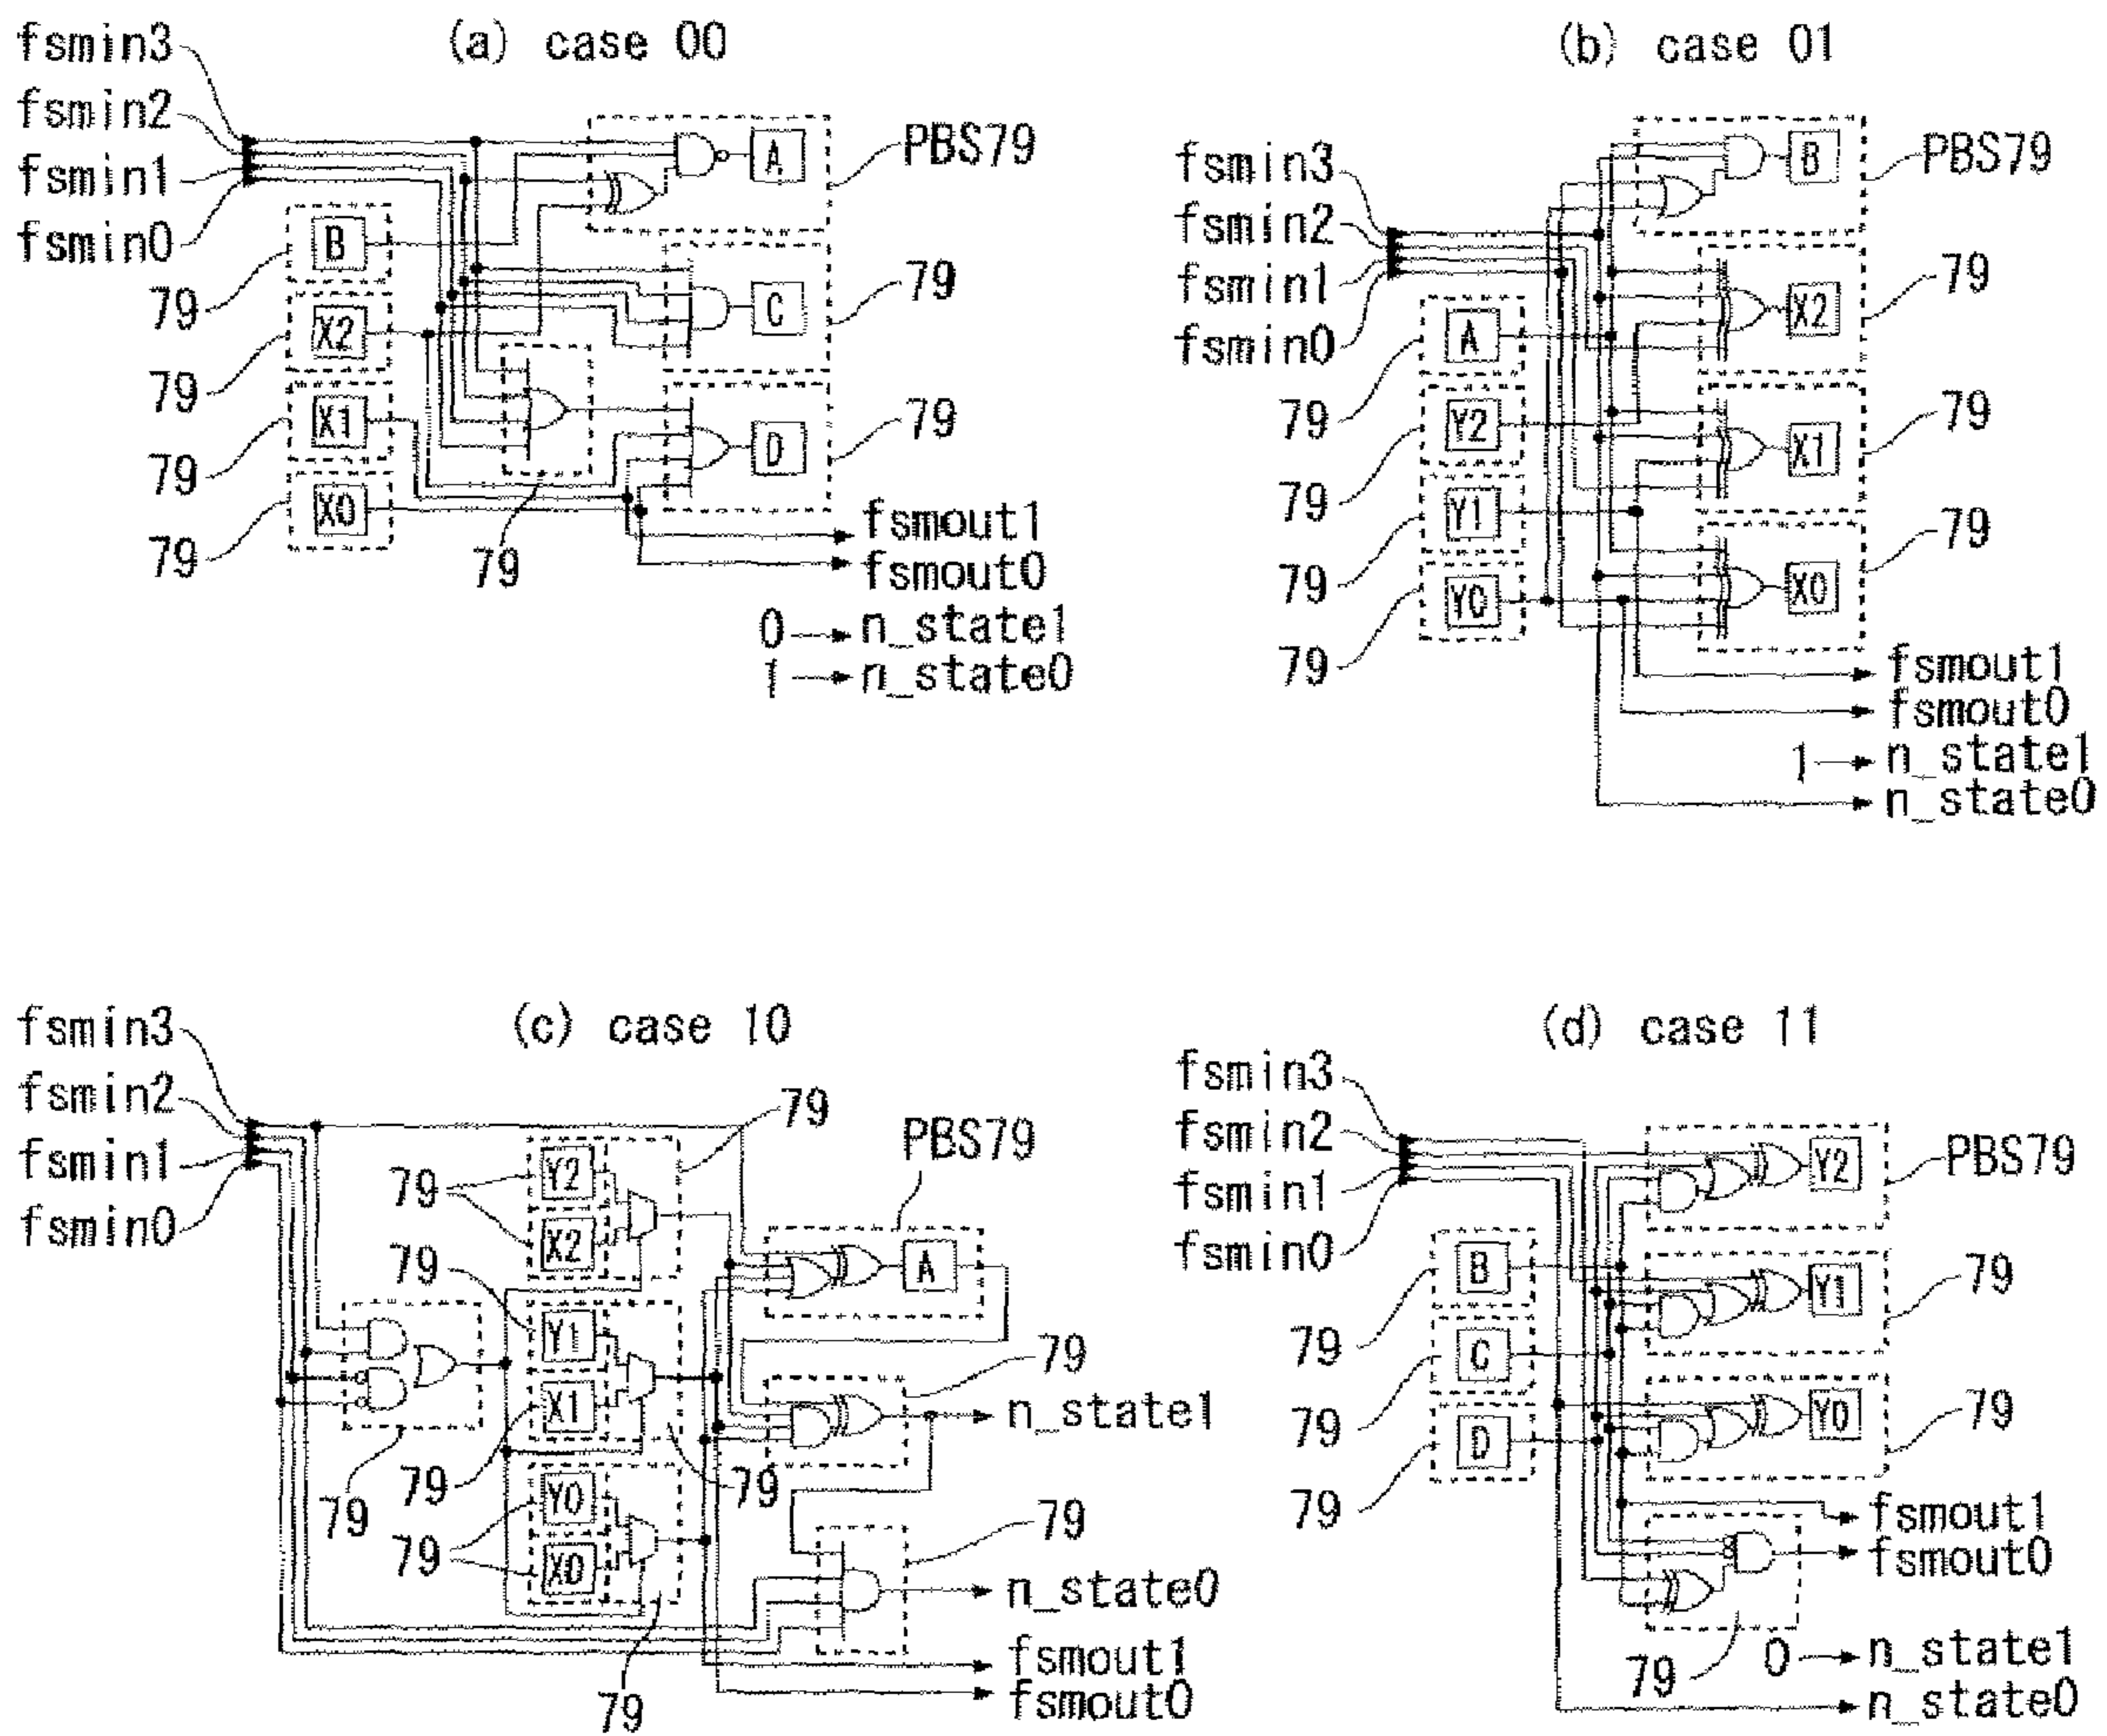 (a) case 00
fsmin3
fsmin2
fsmin1
fsmin0
PBS79
A
B
79
79
C
X2
79
X1
79
79
D
X0
79
79
fsmout1
fsmout0
0 n_state1
1 n_state0
(b) case 01
fsmin3
fsmin2
fsmin1
fsmin0
PBS79
B
79
X2
A
79
79
Y2
X1
79
Y1
79
79
Y0
X0
79
fsmout1
fsmout0
1 n_state1
n_state0
(c) case 10
fsmin3
fsmin2
fsmin1
fsmin0
79
PBS79
79
Y2
X2
79
A
Y1
79
X1
79
79
79
n_state1
Y0
79
79
X0
n_state0
79
fsmout1
fsmout0
(d) case 11
fsmin3
fsmin2
fsmin1
fsmin0
PBS79
Y2
B
79
79
Y1
C
79
79
D
Y0
79
fsmout1
fsmout0
79
0 n_state1
n_state0